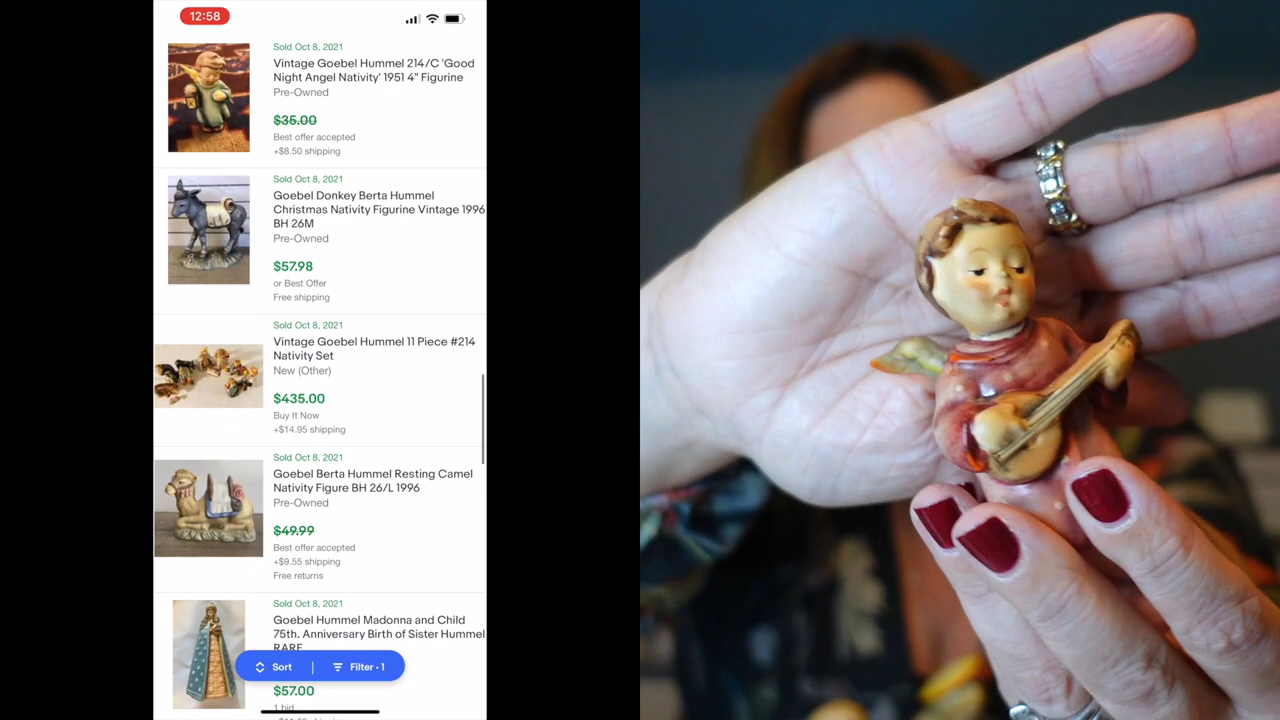 12:58
Sold Oct 8, 2021
Vintage Goebel Hummel 214/C 'Good
Night Angel Nativity' 1951 4" Figurine
Pre-Owned
$35.00
Best offer accepted
+$8.50 shipping
Sold Oct 8, 2021
Goebel Donkey Berta Hummel
Christmas Nativity Figurine Vintage 1996
BH 26M
Pre-Owned
$57.98
or Best Offer
Free shipping
Sold Oct 8, 2021
Vintage Goebel Hummel 11 Piece #214
Nativity Set
New (Other)
$435.00
Buy It Now
+$14.95 shipping
Sold Oct 8, 2021
Goebel Berta Hummel Resting Camel
Nativity Figure BH 26/L 1996
Pre-Owned
$49.99
Best offer accepted
+$9.55 shipping
Free returns
Sold Oct 8, 2021
Goebel Hummel Madonna and Child
75th. Anniversary Birth of Sister Hummel
RARE
Sort | Filter • 1
$57.00
1 bid